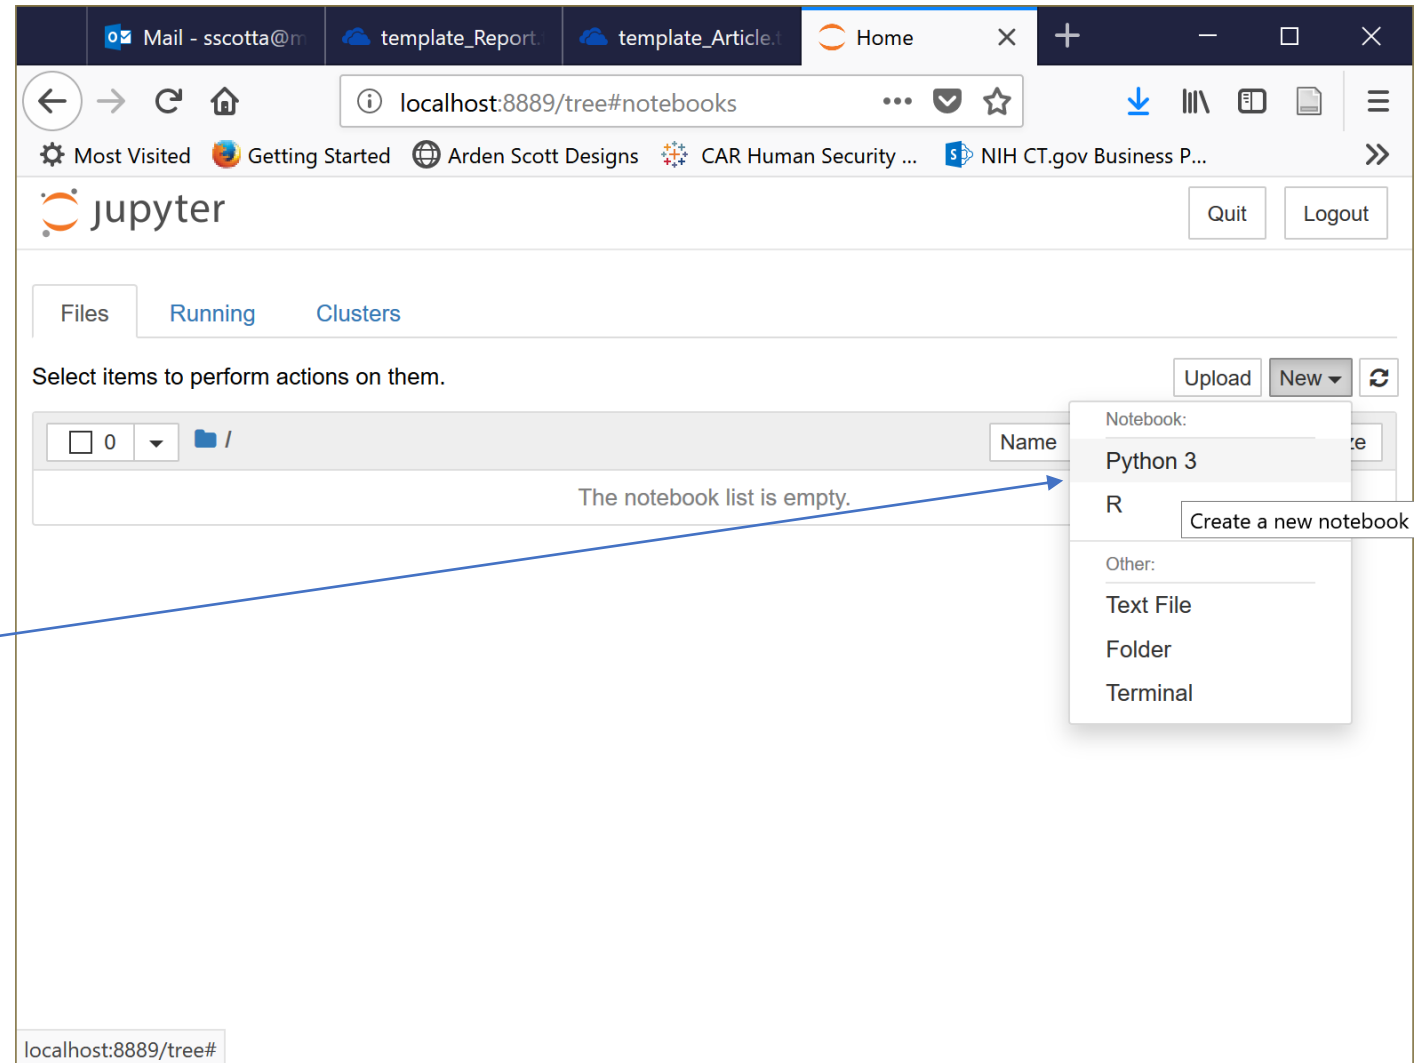 Mail - sscotta@m
template_Report.
template_Article.t
Home
localhost:8889/tree#notebooks
Most Visited Getting Started Arden Scott Designs CAR Human Security ... NIH CT.gov Business P...
jupyter
Quit Logout
Files Running Clusters
Select items to perform actions on them.
Upload New
0 /
Name
ze
The notebook list is empty.
Notebook:
Python 3
R
Create a new notebook
Other:
Text File
Folder
Terminal
localhost:8889/tree#